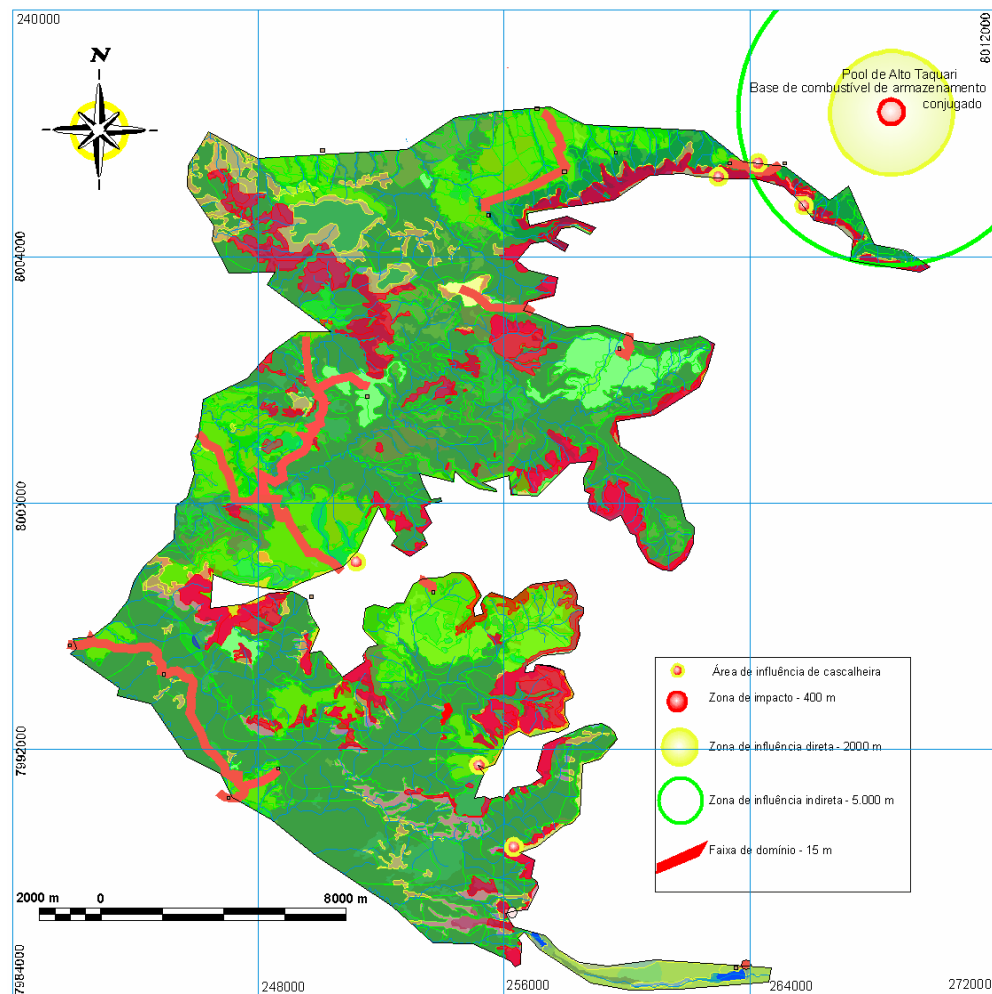 240000
8012000
N
Pool de Alto Taquari
Base de combustível de armazenamento
conjugado
8004000
8003000
Área de influência de cascalheira
Zona de impacto - 400 m
Zona de influência direta - 2000 m
Zona de influência indireta - 5.000 m
Faixa de domínio - 15 m
7992000
2000 m
0
8000 m
7984000
248000
256000
264000
272000